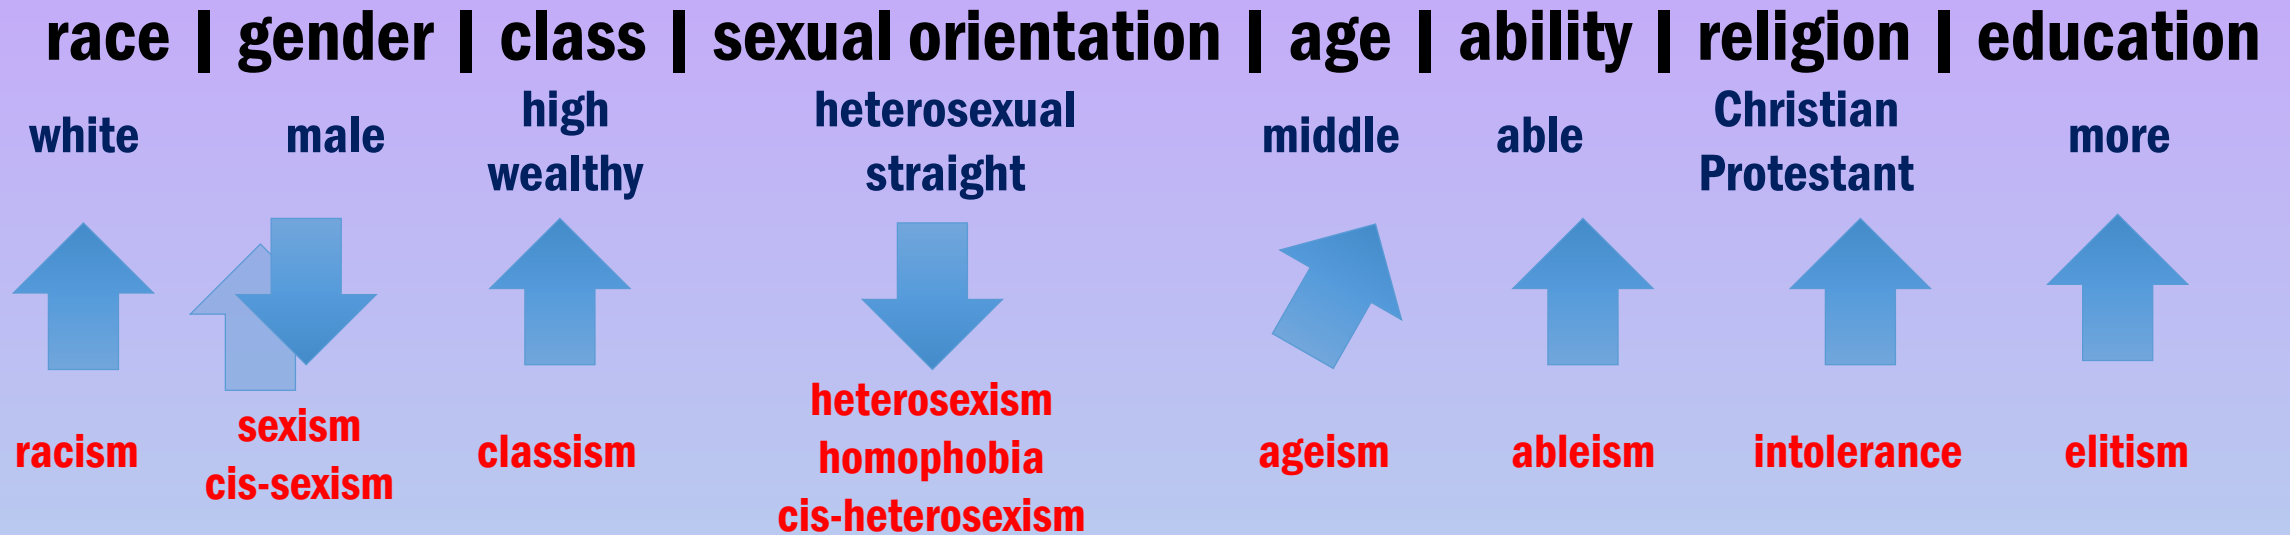 race | gender | class | sexual orientation | age | ability | religion | education
white
male
high
wealthy
heterosexual
straight
middle
able
Christian
Protestant
more
racism
sexism
cis-sexism
classism
heterosexism
homophobia
cis-heterosexism
ageism
ableism
intolerance
elitism